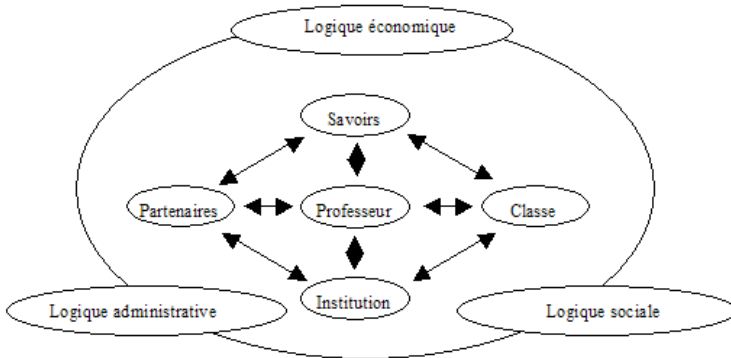 Logique économique
Savoirs
Partenaires
Professeur
Classe
Institution
Logique administrative
Logique sociale